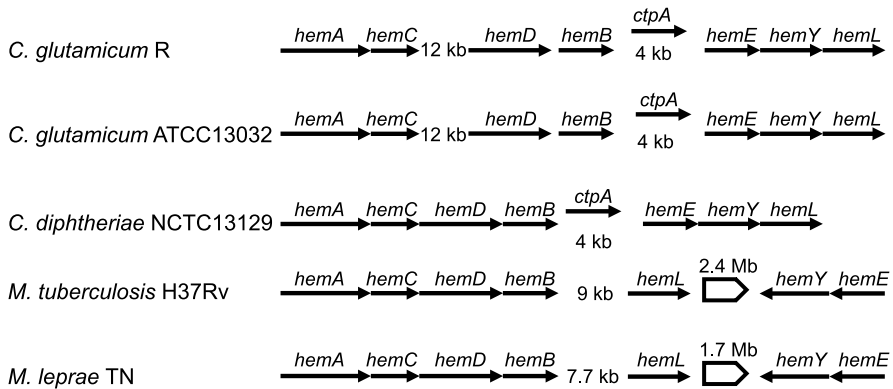 C. glutamicum R hemA hemC 12 kb hemD hemB ctpA 4 kb hemE hemY hemL
C. glutamicum ATCC13032 hemA hemC 12 kb hemD hemB ctpA 4 kb hemE hemY hemL
C. diphtheriae NCTC13129 hemA hemC hemD hemB ctpA 4 kb hemE hemY hemL
M. tuberculosis H37Rv hemA hemC hemD hemB 9 kb hemL 2.4 Mb hemY hemE
M. leprae TN hemA hemC hemD hemB 7.7 kb hemL 1.7 Mb hemY hemE